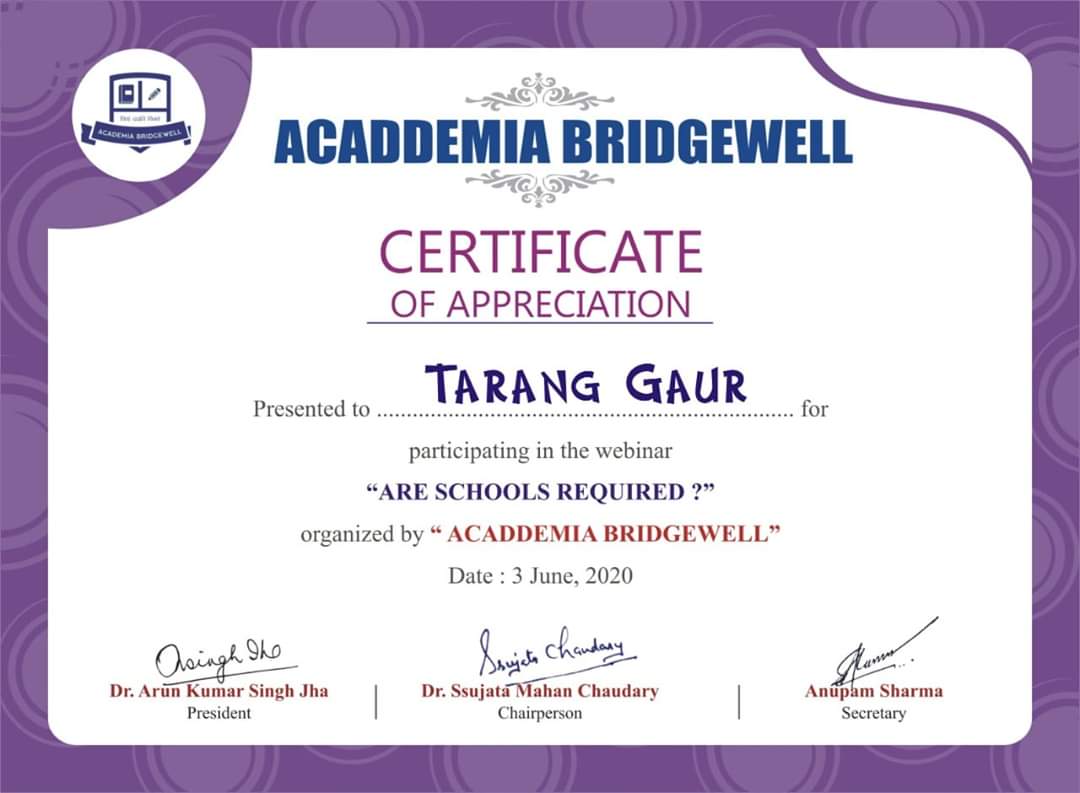 ACADEMIA BRIDGEWELL
ACADDEMIA BRIDGEWELL
CERTIFICATE
OF APPRECIATION
TARANG GAUR
Presented to ...................................................................... for
participating in the webinar
“ARE SCHOOLS REQUIRED ?”
organized by “ ACADDEMIA BRIDGEWELL”
Date : 3 June, 2020
Asingh Jha
Ssujata Chaudary
Dr. Arun Kumar Singh Jha
President
Dr. Ssujata Mahan Chaudary
Chairperson
Anupam Sharma
Secretary